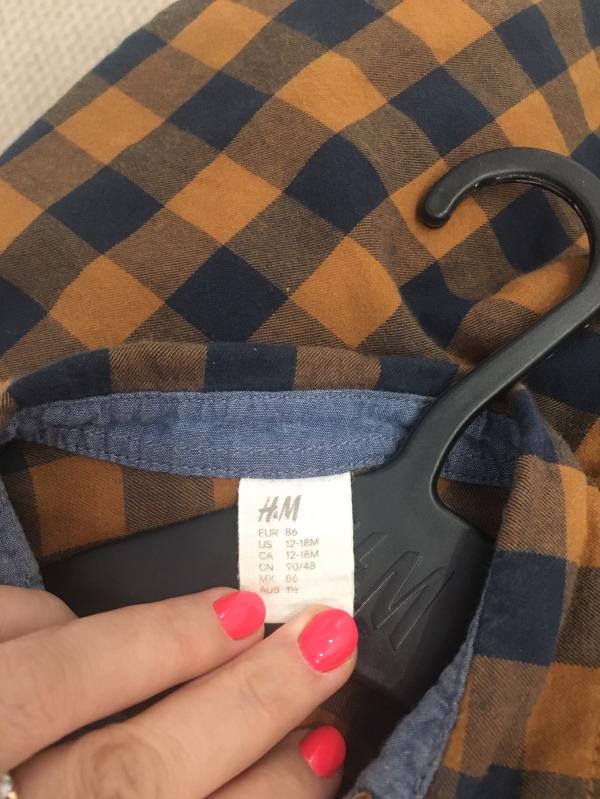 H&M
EUR 86
US 12-18M
CA 12-18M
CN 90/48
MX 86
AUS 1½
H&M